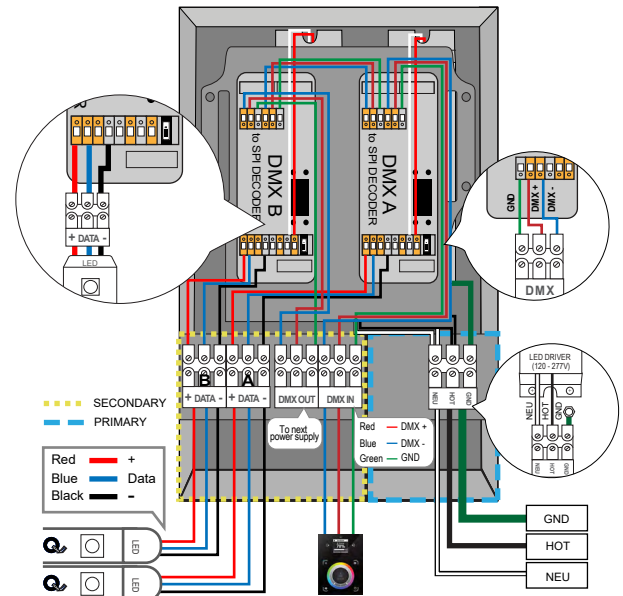 DMX B
to SPI DECODER
DMX A
to SPI DECODER
+ DATA -
LED
GND
DMX +
DMX -
DMX
B
+ DATA -
A
+ DATA -
DMX OUT
DMX IN
NEU
HOT
GND
LED DRIVER
(120 - 277V)
NEU
HOT
GND
NEU
HOT
GND
SECONDARY
PRIMARY
To next
power supply
Red DMX +
Blue DMX -
Green GND
Red +
Blue Data
Black -
LED
LED
GND
HOT
NEU